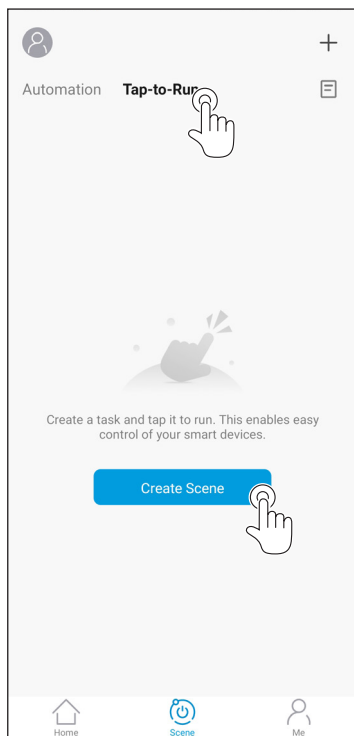 Automation Tap-to-Run
Create a task and tap it to run. This enables easy
control of your smart devices.
Create Scene
Home Scene Me